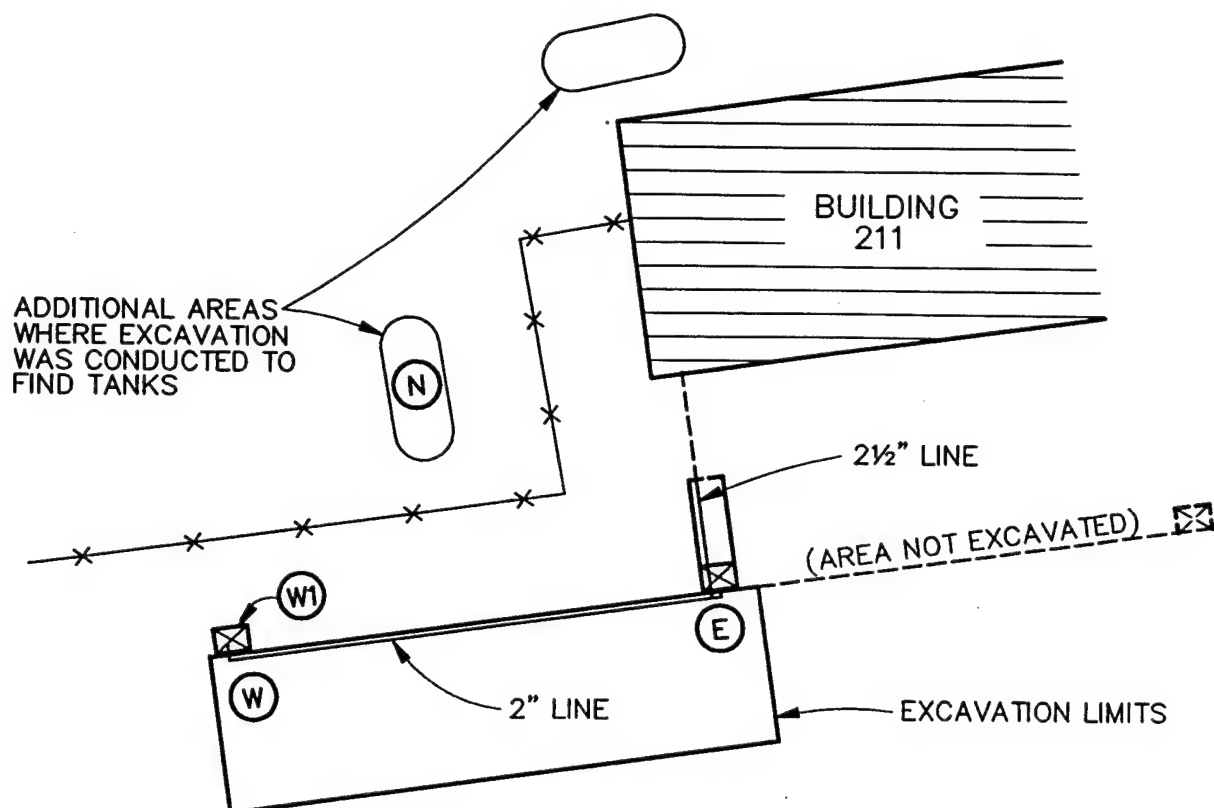 BUILDING
211
ADDITIONAL AREAS
WHERE EXCAVATION
WAS CONDUCTED TO
FIND TANKS
N
2½" LINE
(AREA NOT EXCAVATED)
W1
E
W
2" LINE
EXCAVATION LIMITS